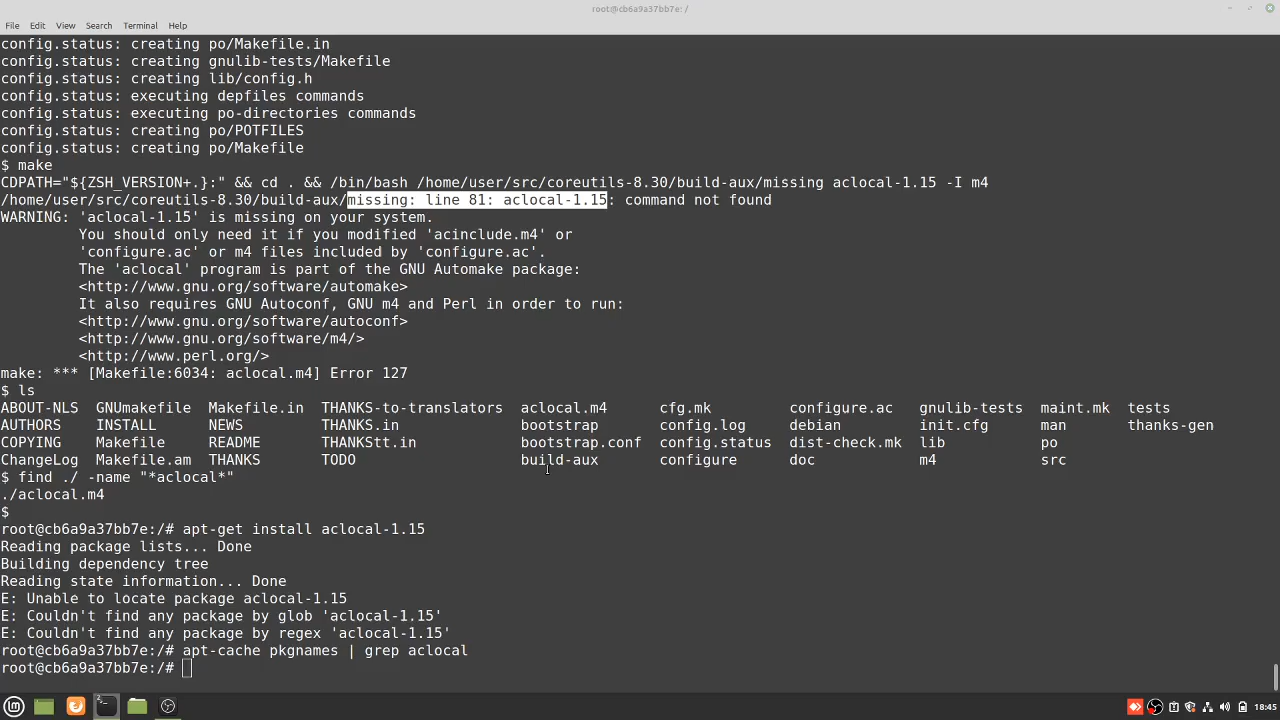 root@cb6a9a37bb7e: /
File Edit View Search Terminal Help
config.status: creating po/Makefile.in
config.status: creating gnulib-tests/Makefile
config.status: creating lib/config.h
config.status: executing depfiles commands
config.status: executing po-directories commands
config.status: creating po/POTFILES
config.status: creating po/Makefile
$ make
CDPATH="${ZSH_VERSION+.}:" && cd . && /bin/bash /home/user/src/coreutils-8.30/build-aux/missing aclocal-1.15 -I m4
/home/user/src/coreutils-8.30/build-aux/missing: line 81: aclocal-1.15: command not found
WARNING: 'aclocal-1.15' is missing on your system.
You should only need it if you modified 'acinclude.m4' or
'configure.ac' or m4 files included by 'configure.ac'.
The 'aclocal' program is part of the GNU Automake package:
<http://www.gnu.org/software/automake>
It also requires GNU Autoconf, GNU m4 and Perl in order to run:
<http://www.gnu.org/software/autoconf>
<http://www.gnu.org/software/m4/>
<http://www.perl.org/>
make: *** [Makefile:6034: aclocal.m4] Error 127
$ ls
ABOUT-NLS GNUmakefile Makefile.in THANKS-to-translators aclocal.m4 cfg.mk configure.ac gnulib-tests maint.mk tests
AUTHORS INSTALL NEWS THANKS.in bootstrap config.log debian init.cfg man thanks-gen
COPYING Makefile README THANKStt.in bootstrap.conf config.status dist-check.mk lib po
ChangeLog Makefile.am THANKS TODO build-aux configure doc m4 src
$ find ./ -name "*aclocal*"
./aclocal.m4
$
root@cb6a9a37bb7e:/# apt-get install aclocal-1.15
Reading package lists... Done
Building dependency tree
Reading state information... Done
E: Unable to locate package aclocal-1.15
E: Couldn't find any package by glob 'aclocal-1.15'
E: Couldn't find any package by regex 'aclocal-1.15'
root@cb6a9a37bb7e:/# apt-cache pkgnames | grep aclocal
root@cb6a9a37bb7e:/#
18:45